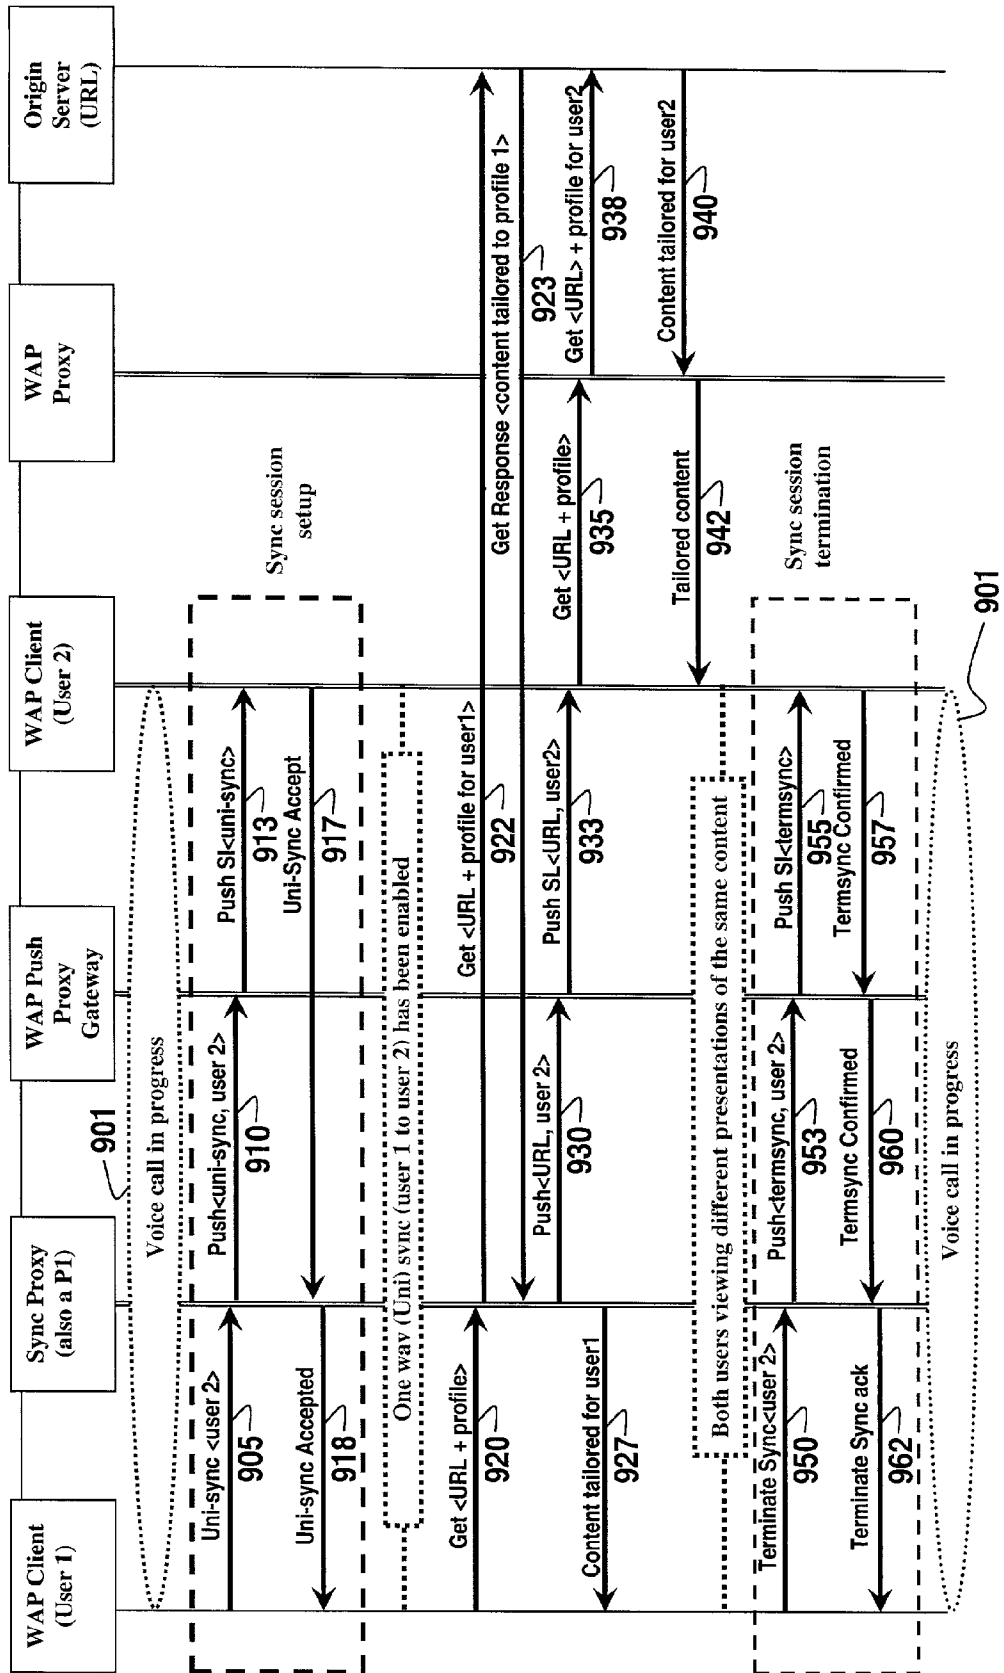 WAP Client
(User 1)
Sync Proxy
(also a P1)
WAP Push
Proxy
Gateway
WAP Client
(User 2)
WAP
Proxy
Origin
Server
(URL)
901
Voice call in progress
Uni-sync <user 2>
905
Push<uni-sync, user 2>
910
Push SI<uni-sync>
913
Sync session
setup
Uni-Sync Accept
917
Uni-sync Accepted
918
One way (Uni) sync (user 1 to user 2) has been enabled
Get <URL + profile>
920
Get <URL + profile for user1>
922
Get Response <content tailored to profile 1>
923
Content tailored for user1
927
Push<URL, user 2>
930
Push SL<URL, user2>
933
Get <URL + profile>
935
Get <URL> + profile for user2
938
Content tailored for user2
940
Tailored content
942
Both users viewing different presentations of the same content
Terminate Sync<user 2>
950
Push<termsync, user 2>
953
Push SI<termsync>
955
Sync session
termination
Termsync Confirmed
957
Termsync Confirmed
960
Terminate Sync ack
962
Voice call in progress
901